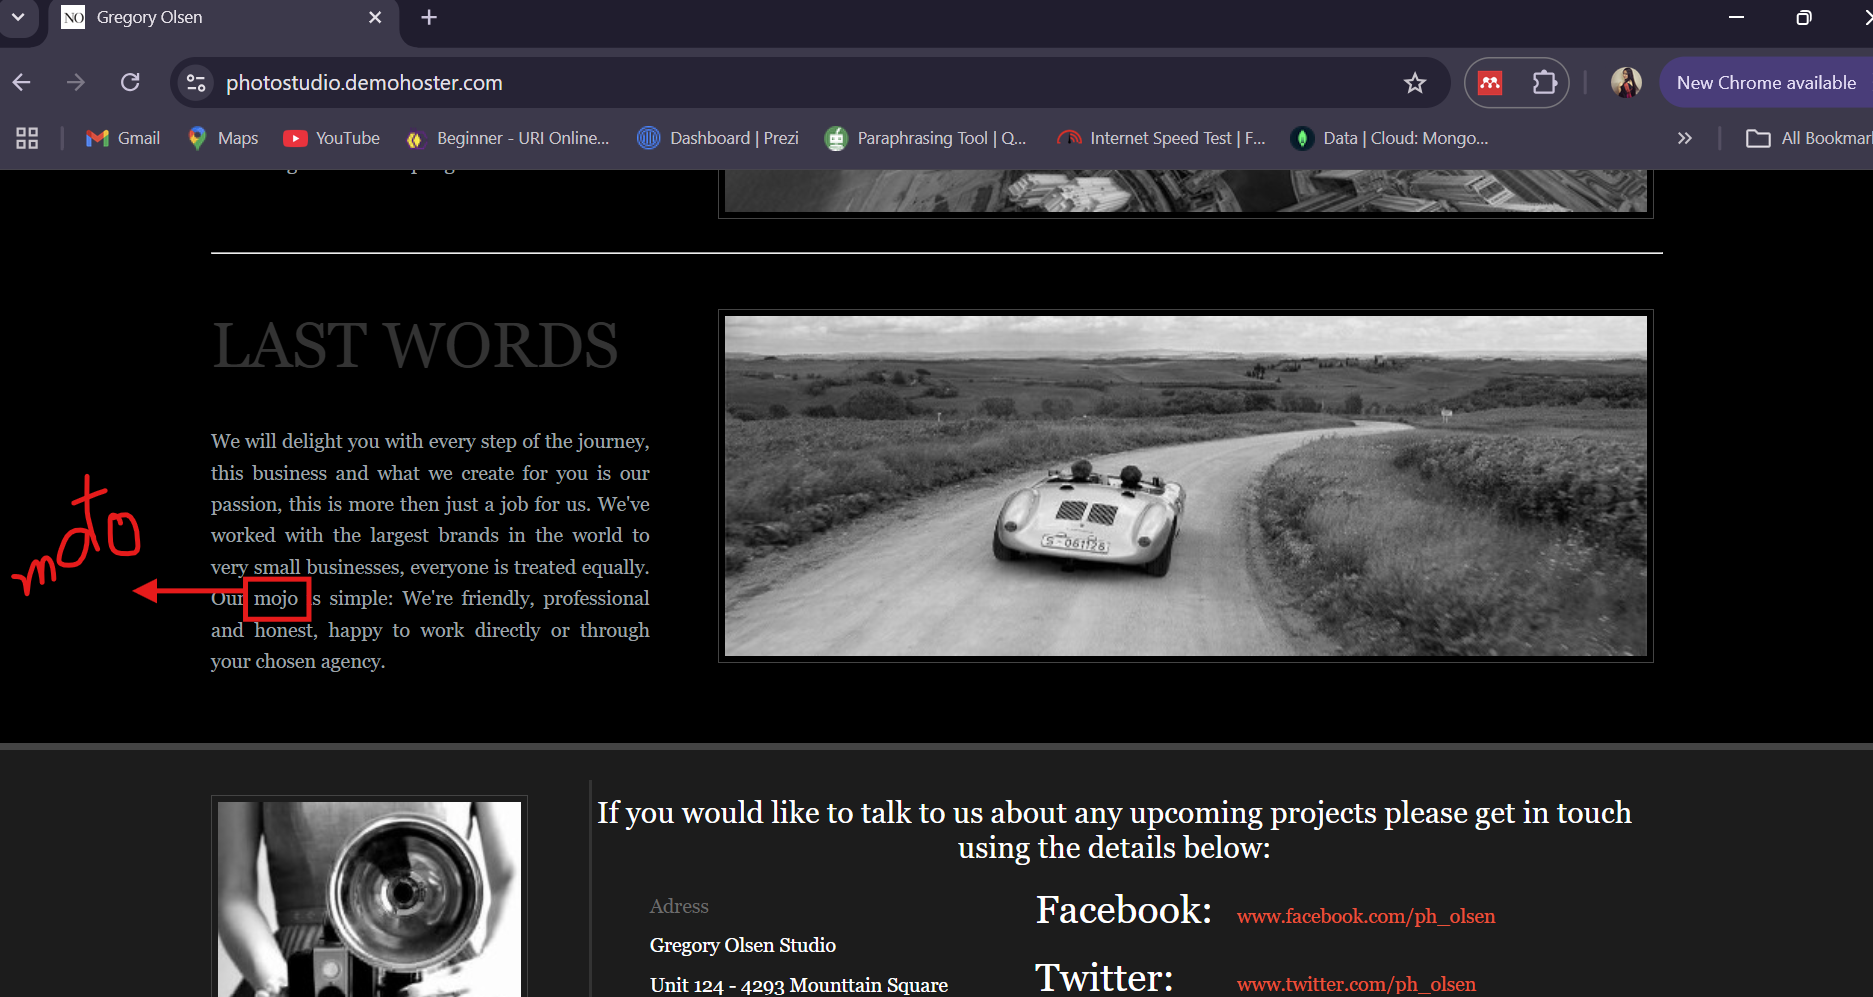 NO Gregory Olsen
photostudio.demohoster.com
New Chrome available
Gmail Maps YouTube Beginner - URI Online... Dashboard | Prezi Paraphrasing Tool | Q... Internet Speed Test | F... Data | Cloud: Mongo... All Bookmar
LAST WORDS
We will delight you with every step of the journey,
this business and what we create for you is our
passion, this is more then just a job for us. We've
worked with the largest brands in the world to
very small businesses, everyone is treated equally.
Our mojo is simple: We're friendly, professional
and honest, happy to work directly or through
your chosen agency.
moto
S-061126
If you would like to talk to us about any upcoming projects please get in touch
using the details below:
Adress
Gregory Olsen Studio
Unit 124 - 4293 Mounttain Square
Facebook: www.facebook.com/ph_olsen
Twitter: www.twitter.com/ph_olsen